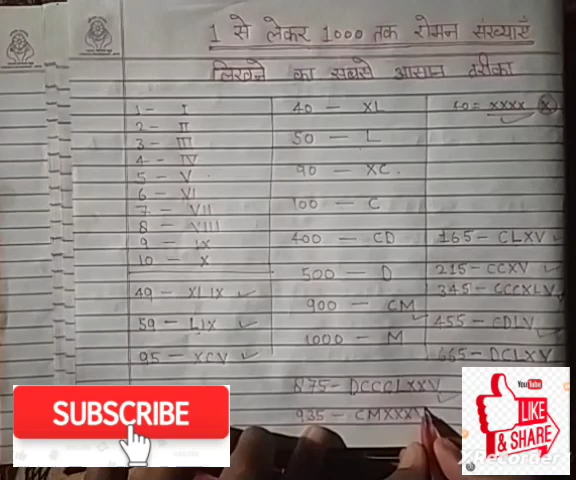 1 से लेकर 1000 तक रोमन संख्याएँ
लिखने का सबसे आसान तरीका
1 - I
2 - II
3 - III
4 - IV
5 - V
6 - VI
7 - VII
8 - VIII
9 - IX
10 - X
49 - XLIX ✓
59 - LIX ✓
95 - XCV ✓
40 - XL
50 - L
90 - XC.
100 - C
400 - CD
500 - D
900 - CM
1000 - M
875 - DCCCLXXV
935 - CMXXXV
40 = XXXX X
165 - CLXV ✓
215 - CCXV ✓
345 - CCCXLV
455 - CDLV
665 - DCLXV
SUBSCRIBE
YouTube
LIKE
& SHARE
XRecorder